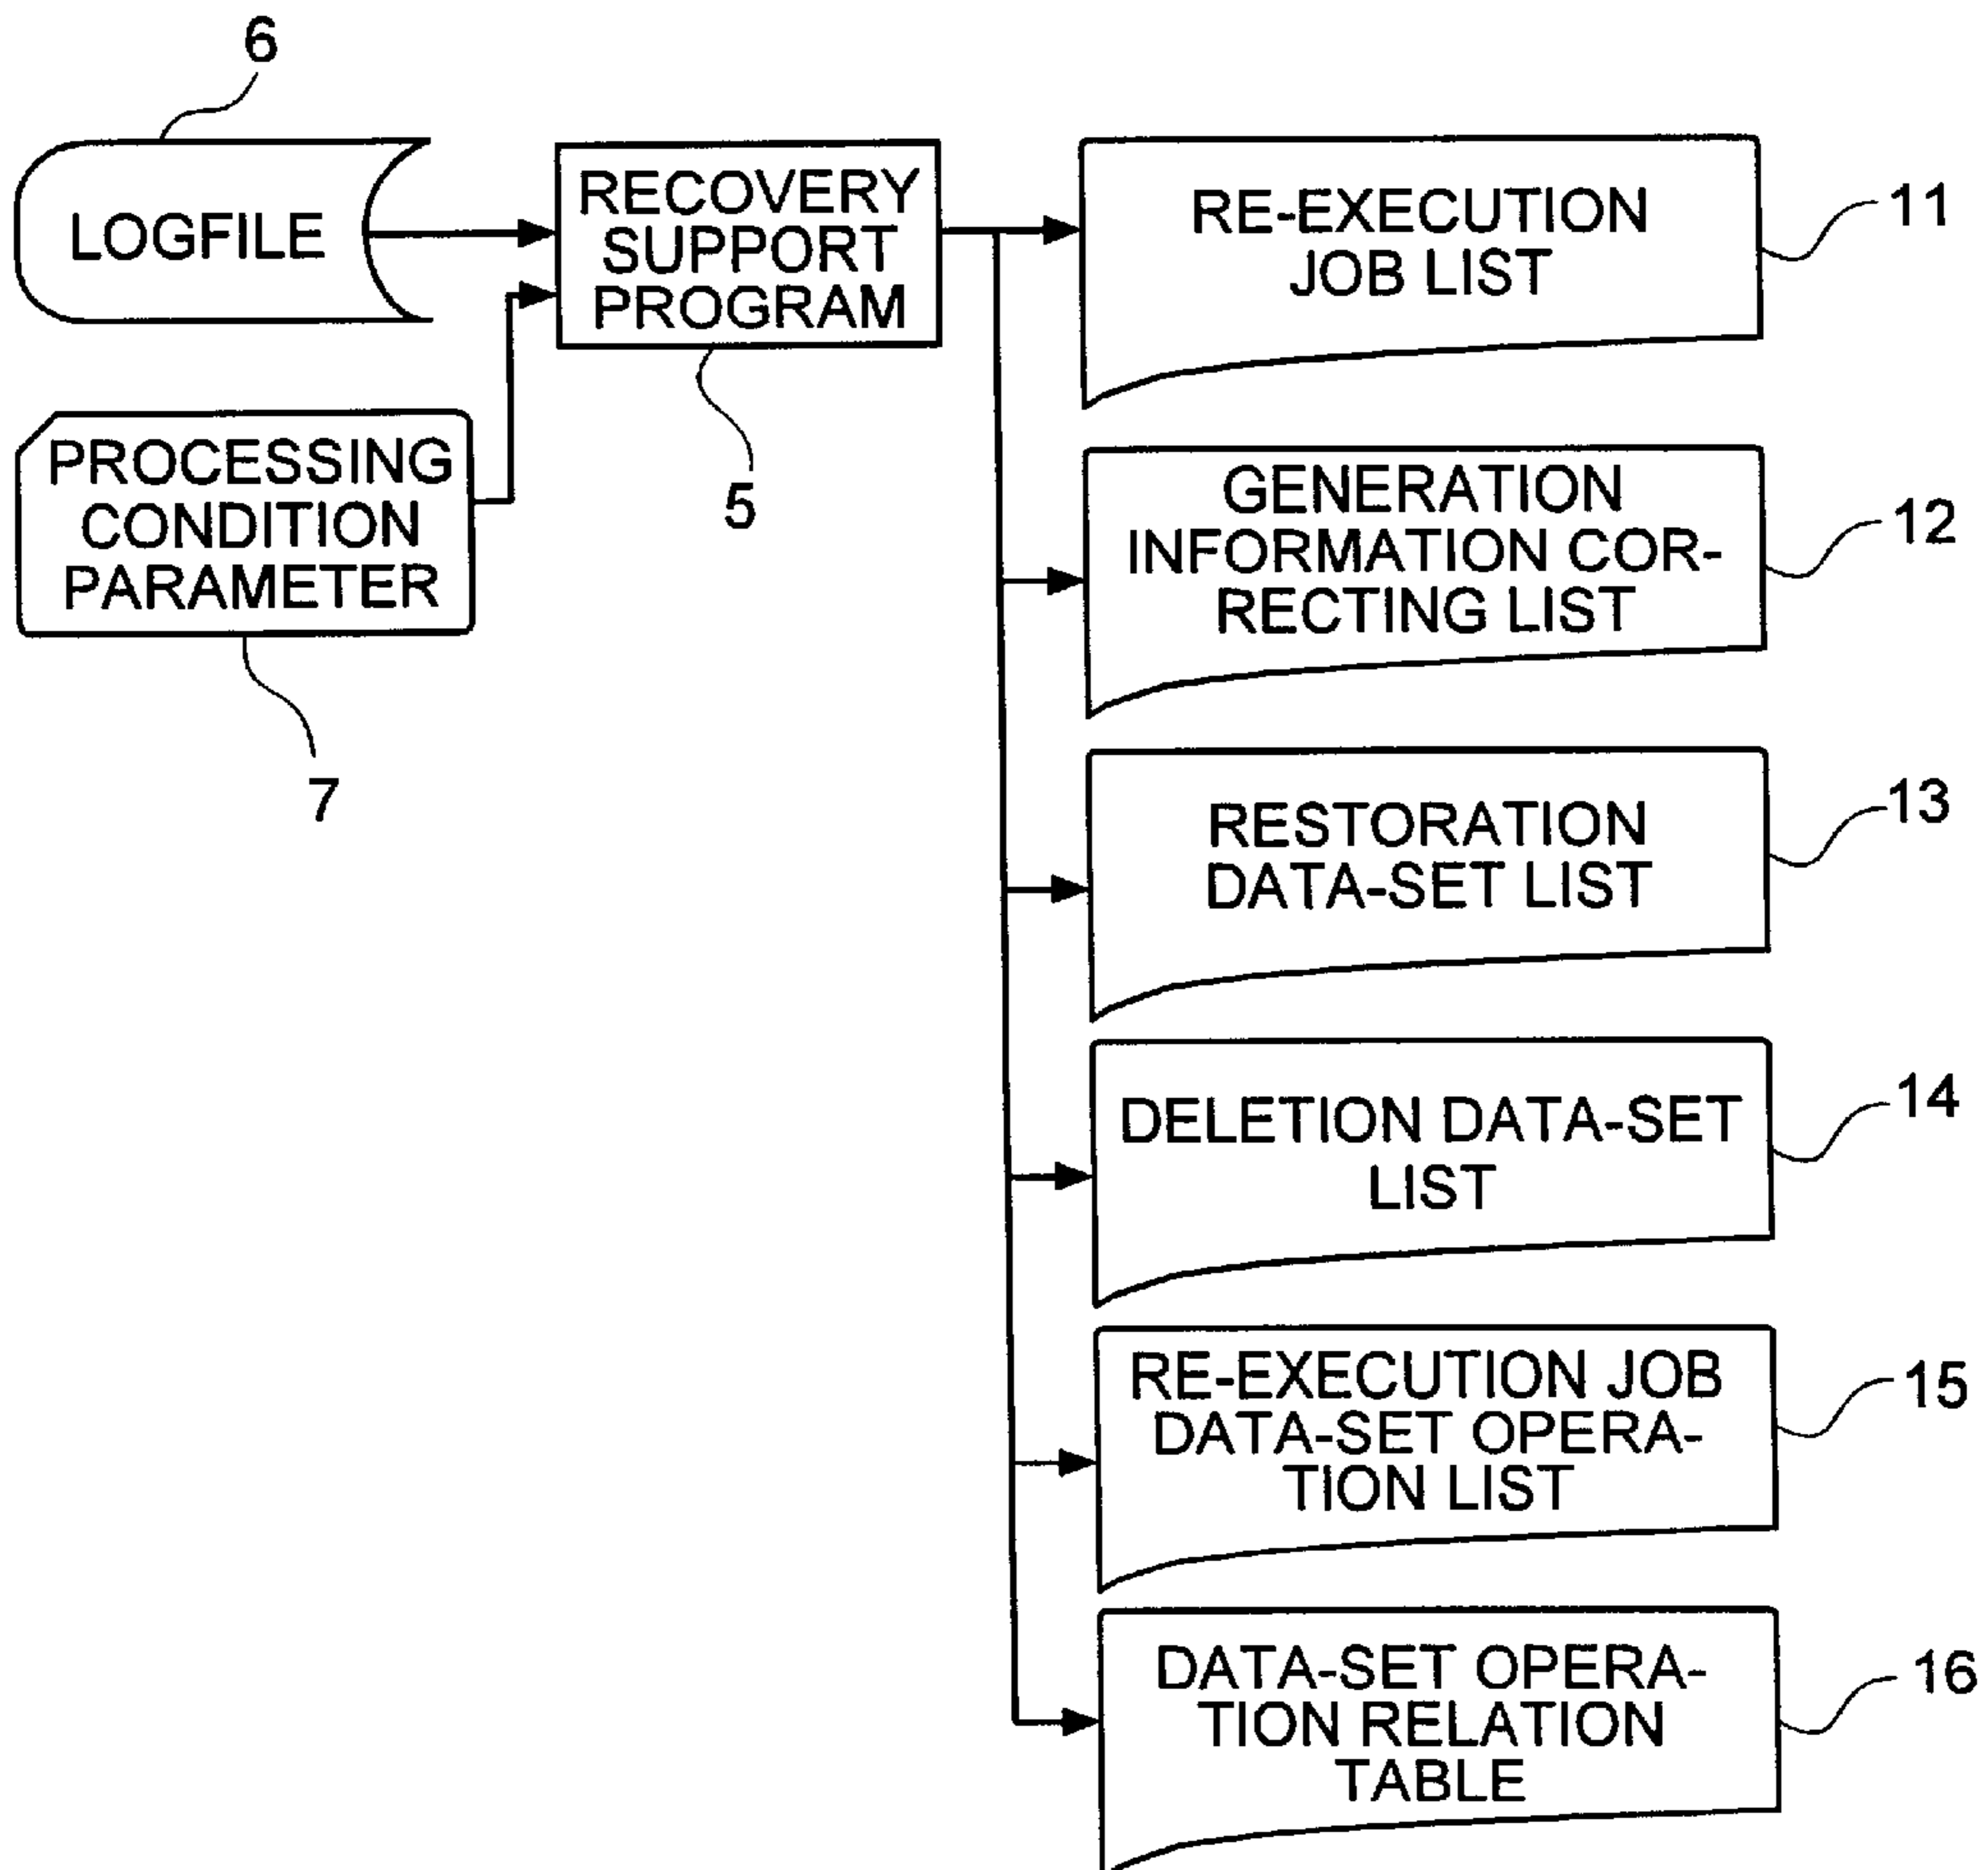 6
LOGFILE
RECOVERY
SUPPORT
PROGRAM
5
PROCESSING
CONDITION
PARAMETER
7
RE-EXECUTION
JOB LIST
11
GENERATION
INFORMATION COR-
RECTING LIST
12
RESTORATION
DATA-SET LIST
13
DELETION DATA-SET
LIST
14
RE-EXECUTION JOB
DATA-SET OPERA-
TION LIST
15
DATA-SET OPERA-
TION RELATION
TABLE
16